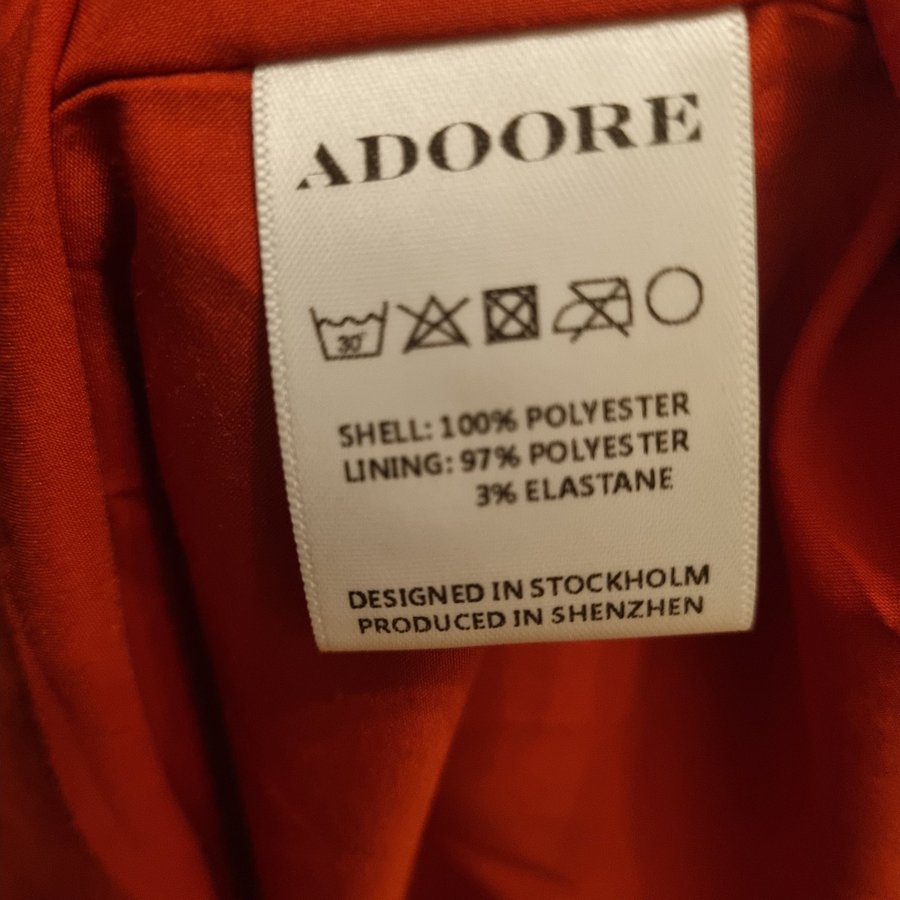 ADOORE
30°
SHELL: 100% POLYESTER
LINING: 97% POLYESTER
3% ELASTANE
DESIGNED IN STOCKHOLM
PRODUCED IN SHENZHEN